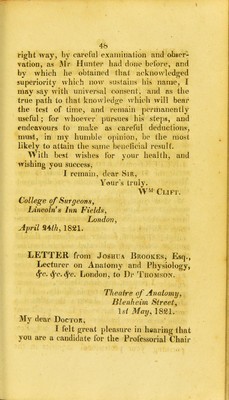 48
right way, by careful examination and obser-
vation, as Mr Hunter had done before, and
by which he obtained that acknowledged
superiority which now sustains his name, I
may say with universal consent, and as the
true path to that knowledge which will bear
the test of time, and remain permanently
useful; for whoever pursues his steps, and
endeavours to make as careful deductions,
must, in my humble opinion, be the most
likely to attain the same beneficial result.
With best wishes for your health, and
wishing you success,
I remain, dear Sir,
Your's truly.
Wm Clift.
College of Surgeons,
Lincoln's Inn Fields,
London,
April 24th, 1821.
LETTER from Joshua Brookes, Esq.,
Lecturer on Anatomy and Physiology,
&c. &c. &c. London, to Dr Thomson.
Theatre of Anatomy,
Blenheim Street,
1st May, 1821.
My dear Doctor,
I felt great pleasure in hearing that
you are a candidate for the Professorial Chair